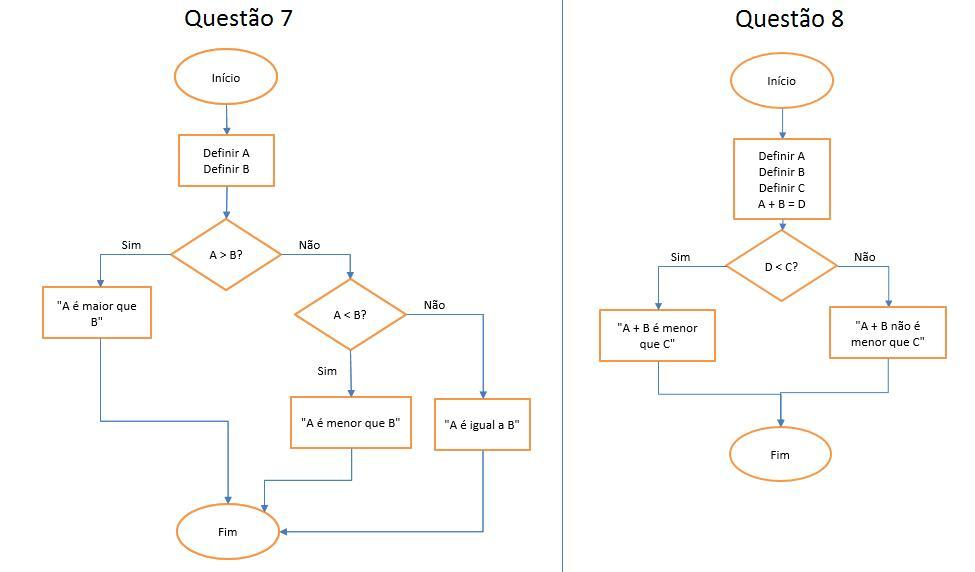 Questão 7
Início
Definir A
Definir B
A > B?
Sim
Não
"A é maior que
B"
A < B?
Não
Sim
"A é menor que B"
"A é igual a B"
Fim
Questão 8
Início
Definir A
Definir B
Definir C
A + B = D
D < C?
Sim
Não
"A + B é menor
que C"
"A + B não é
menor que C"
Fim